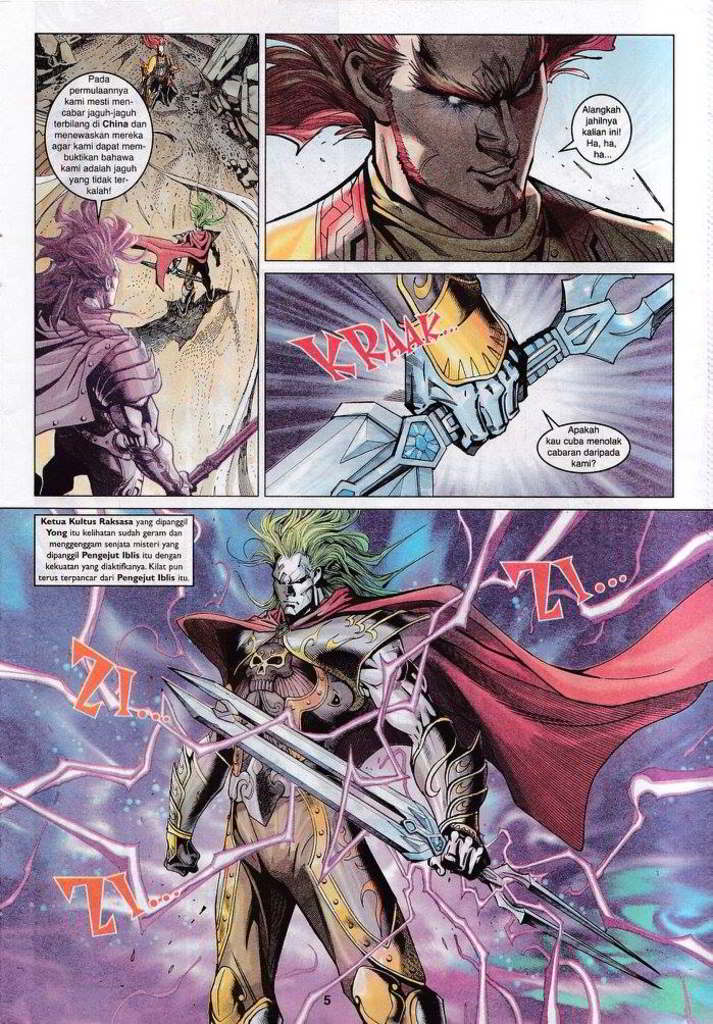 Pada
permulaannya
kami mesti men-
cabar jaguh-jaguh
terbilang di China dan
menewaskan mereka
agar kami dapat mem-
buktikan bahawa
kami adalah jaguh
yang tidak ter-
kalah!
Alangkah
jahilnya
kalian ini!
Ha, ha,
ha...
KRAAK...
Apakah
kau cuba menolak
cabaran daripada
kami?
Ketua Kultus Raksasa yang dipanggil
Yong itu kelihatan sudah geram dan
menggenggam senjata misteri yang
dipanggil Pengejut Iblis itu dengan
kekuatan yang diaktifkanya. Kilat pun
terus terpancar dari Pengejut Iblis itu.
ZI...
ZI...
ZI...
5